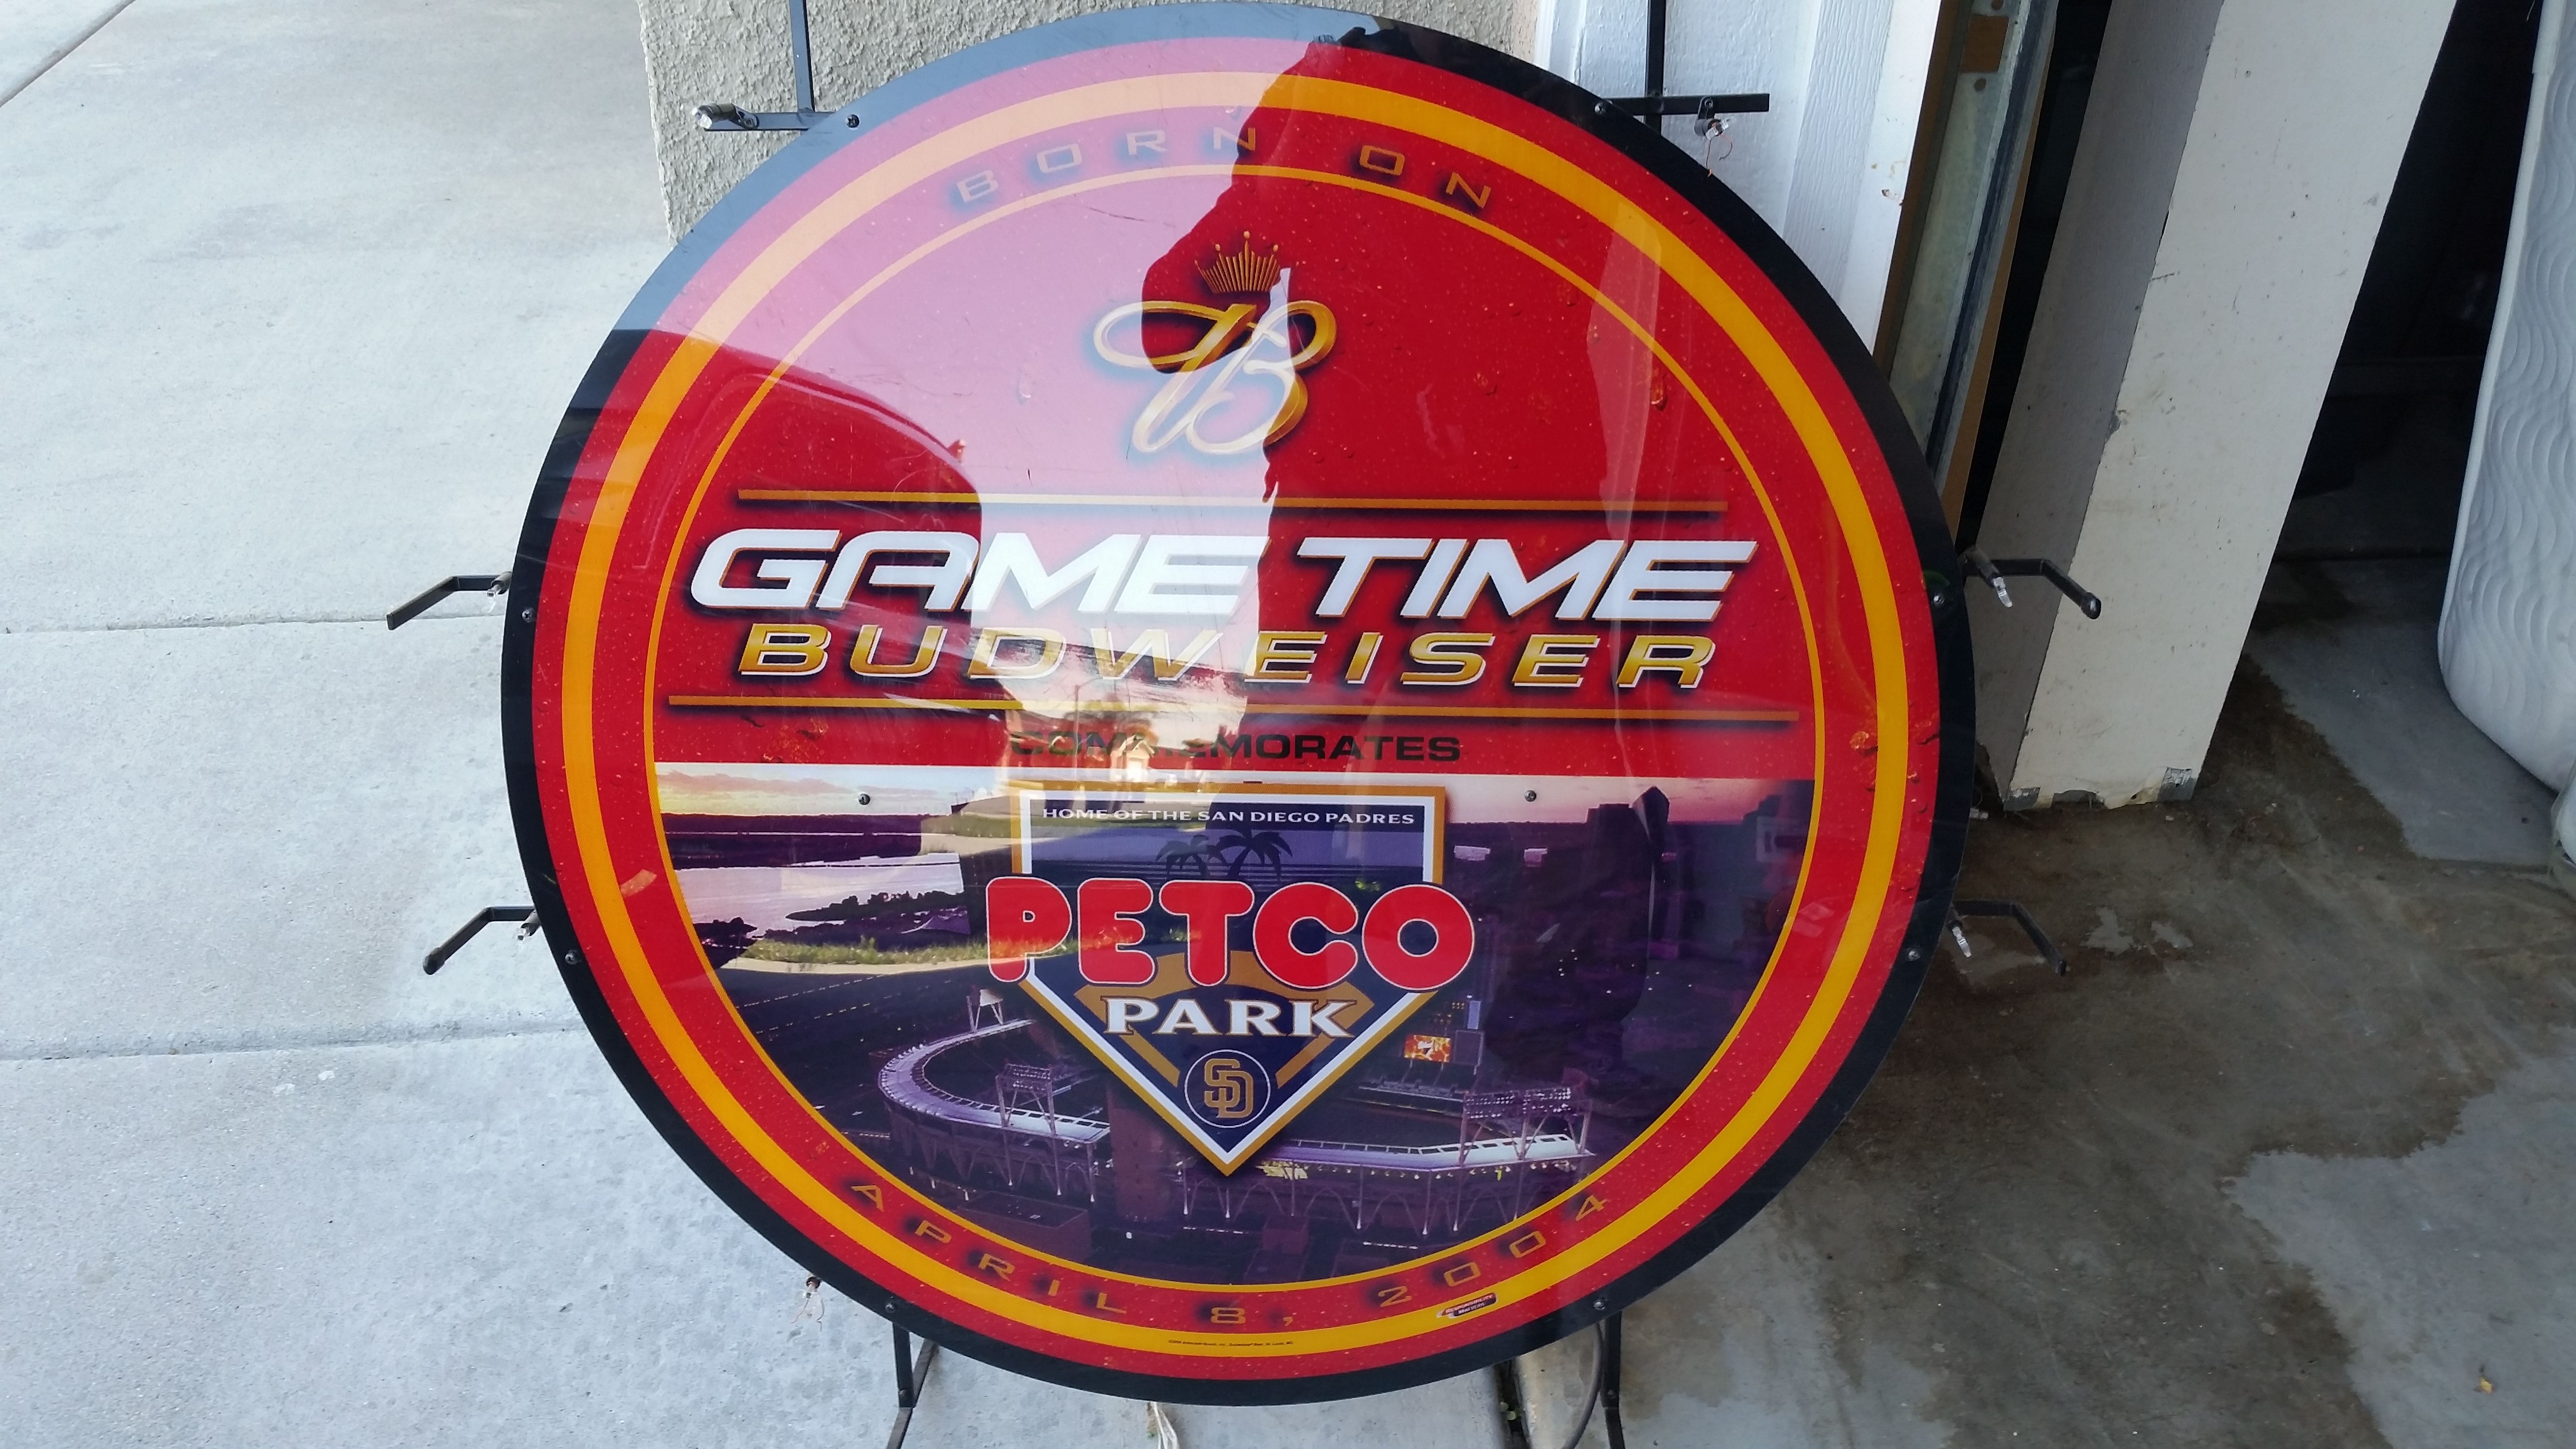 BORN ON
B
GAME TIME
BUDWEISER
COMMEMORATES
HOME OF THE SAN DIEGO PADRES
PETCO
PARK
SD
APRIL 8, 2004